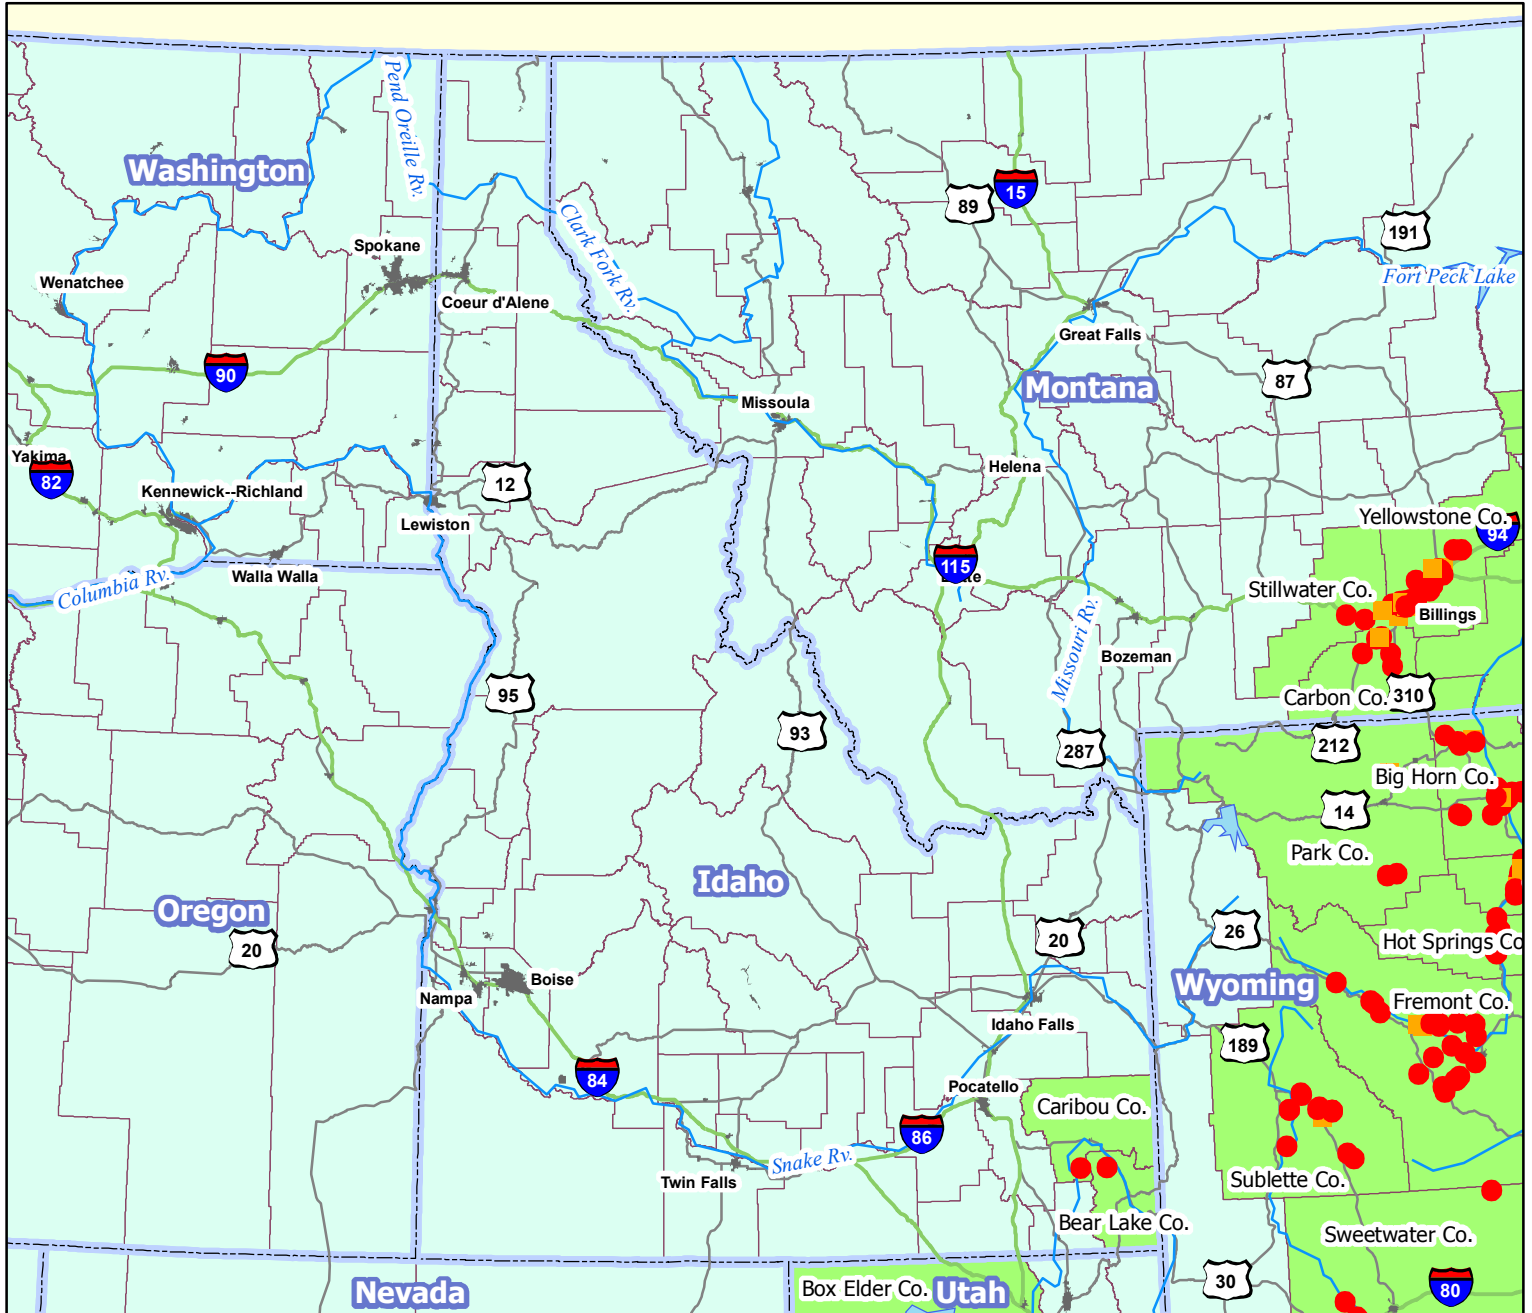 Pend Oreille Rv.
Washington
15
89
191
Clark Fork Rv.
Spokane
Fort Peck Lake
Wenatchee
Coeur d'Alene
Great Falls
90
87
Montana
Missoula
Yakima
Helena
82
12
Kennewick--Richland
Lewiston
Yellowstone Co.
94
115
Walla Walla
Columbia Rv.
Stillwater Co.
Billings
Missouri Rv.
Bozeman
95
Carbon Co.
310
93
287
212
Big Horn Co.
14
Park Co.
Idaho
Oregon
20
20
26
Hot Springs Co
Boise
Wyoming
Nampa
Fremont Co.
Idaho Falls
189
84
Pocatello
Caribou Co.
86
Snake Rv.
Twin Falls
Sublette Co.
Bear Lake Co.
Sweetwater Co.
30
80
Nevada
Box Elder Co.
Utah